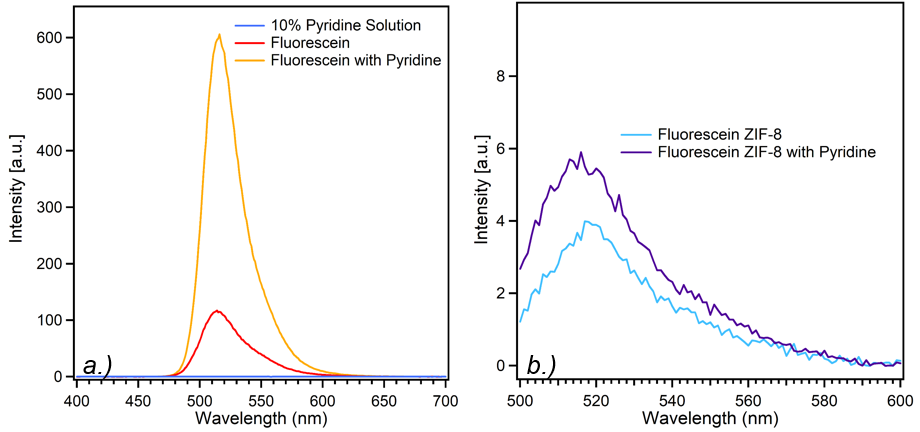 10% Pyridine Solution
Fluorescein
Fluorescein with Pyridine
600
500
400
300
200
100
0
Intensity [a.u.]
a.)
400
450
500
550
600
650
700
Wavelength (nm)
Fluorescein ZIF-8
Fluorescein ZIF-8 with Pyridine
8
6
4
2
0
Intensity [a.u.]
b.)
500
520
540
560
580
600
Wavelength (nm)